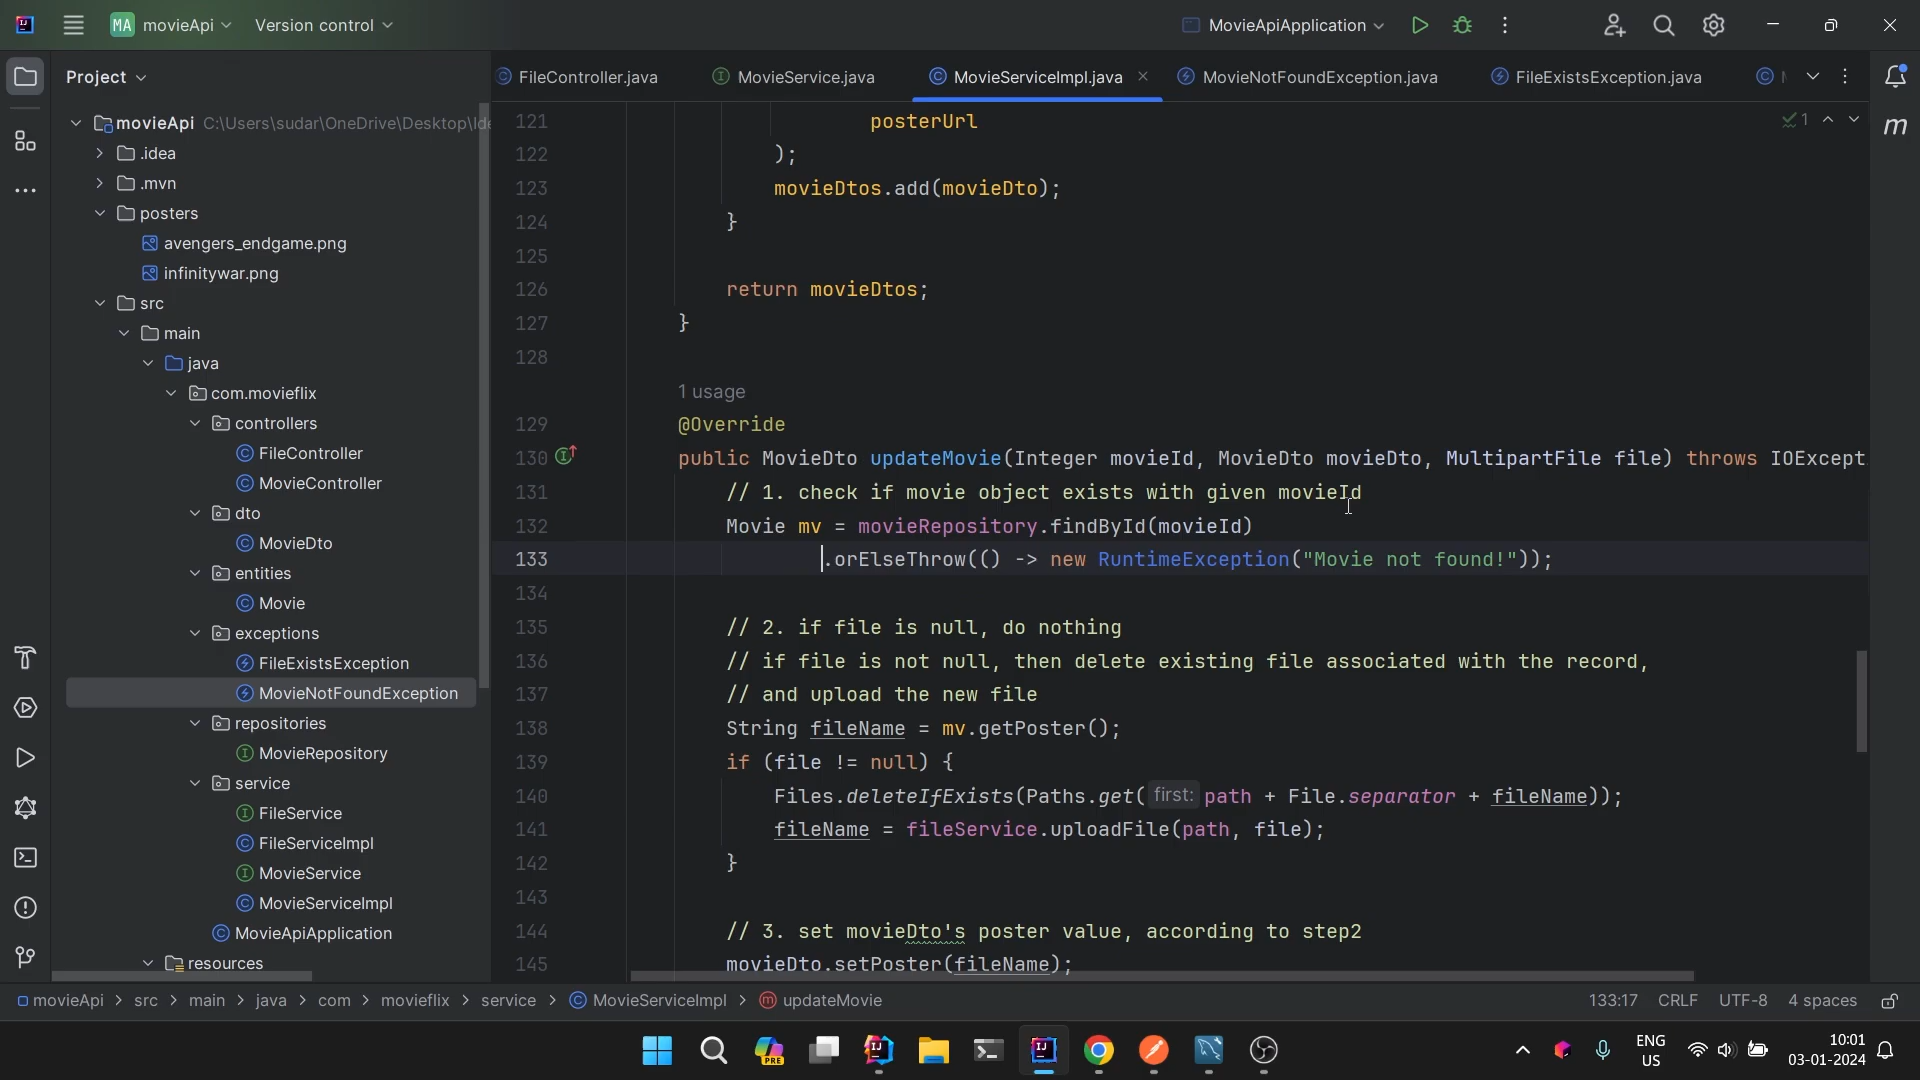 MA movieApi Version control MovieApiApplication
Project
FileController.java MovieService.java MovieServiceImpl.java MovieNotFoundException.java FileExistsException.java
movieApi C:\Users\sudar\OneDrive\Desktop\Ide
.idea
.mvn
posters
avengers_endgame.png
infinitywar.png
src
main
java
com.movieflix
controllers
FileController
MovieController
dto
MovieDto
entities
Movie
exceptions
FileExistsException
MovieNotFoundException
repositories
MovieRepository
service
FileService
FileServiceImpl
MovieService
MovieServiceImpl
MovieApiApplication
resources
1
121 posterUrl
122 );
123 movieDtos.add(movieDto);
124 }
125
126 return movieDtos;
127 }
128
1 usage
129 @Override
130 public MovieDto updateMovie(Integer movieId, MovieDto movieDto, MultipartFile file) throws IOExcept
131 // 1. check if movie object exists with given movieId
132 Movie mv = movieRepository.findById(movieId)
133 .orElseThrow(() -> new RuntimeException("Movie not found!"));
134
135 // 2. if file is null, do nothing
136 // if file is not null, then delete existing file associated with the record,
137 // and upload the new file
138 String fileName = mv.getPoster();
139 if (file != null) {
140 Files.deleteIfExists(Paths.get( first: path + File.separator + fileName));
141 fileName = fileService.uploadFile(path, file);
142 }
143
144 // 3. set movieDto's poster value, according to step2
145 movieDto.setPoster(fileName);
movieApi > src > main > java > com > movieflix > service > MovieServiceImpl > updateMovie 133:17 CRLF UTF-8 4 spaces
PRE
ENG
US
10:01
03-01-2024